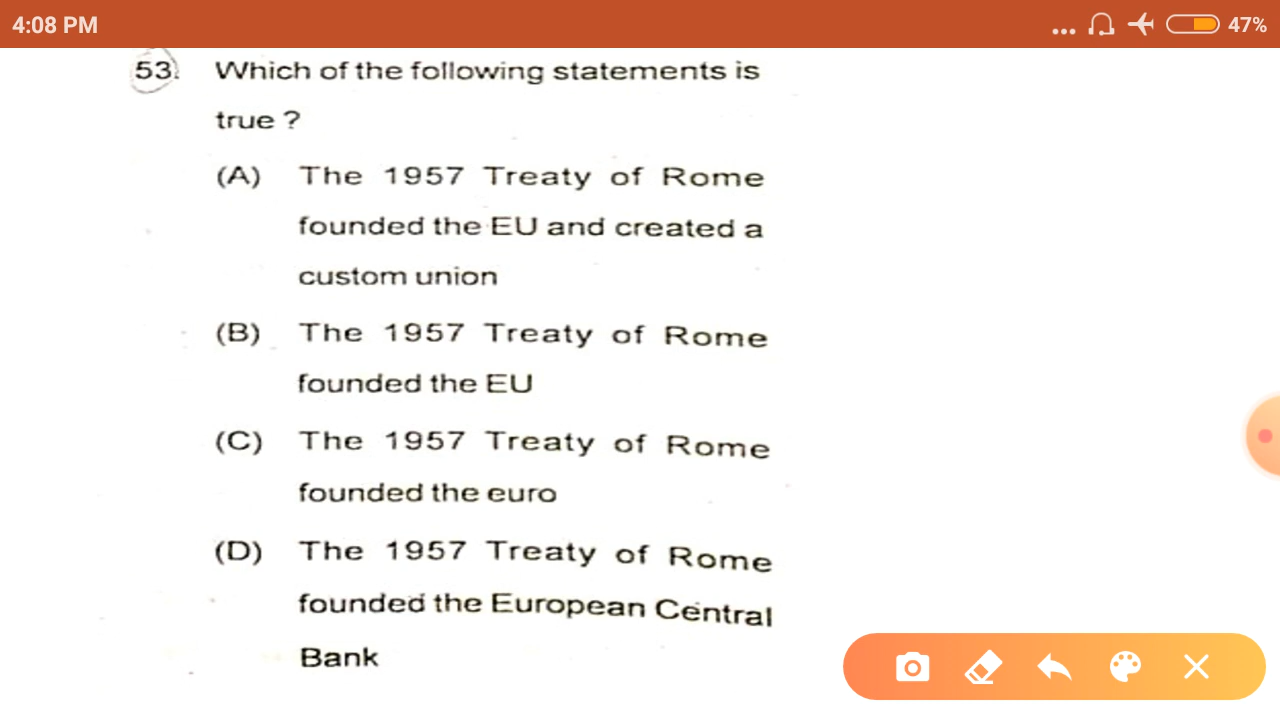 4:08 PM
... 47%
53. Which of the following statements is
true ?
(A) The 1957 Treaty of Rome
founded the EU and created a
custom union
(B) The 1957 Treaty of Rome
founded the EU
(C) The 1957 Treaty of Rome
founded the euro
(D) The 1957 Treaty of Rome
founded the European Central
Bank